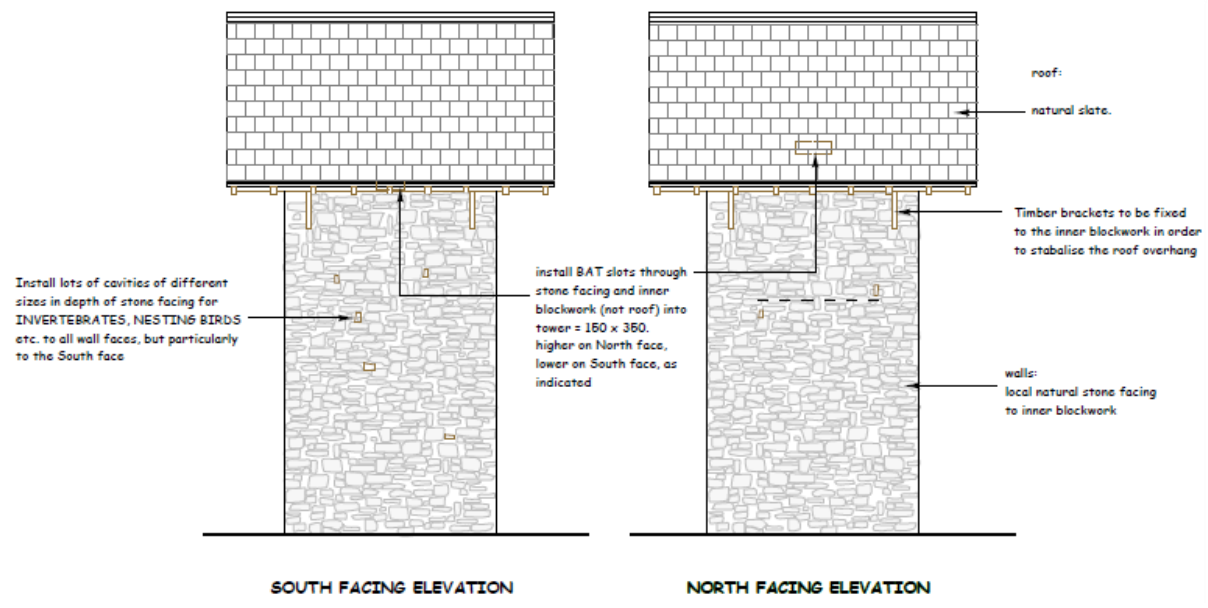 roof:
natural slate.
Timber brackets to be fixed
to the inner blockwork in order
to stabalise the roof overhang
Install lots of cavities of different
sizes in depth of stone facing for
INVERTEBRATES, NESTING BIRDS
etc. to all wall faces, but particularly
to the South face
install BAT slots through
stone facing and inner
blockwork (not roof) into
tower = 150 x 350.
higher on North face,
lower on South face, as
indicated
walls:
local natural stone facing
to inner blockwork
SOUTH FACING ELEVATION
NORTH FACING ELEVATION